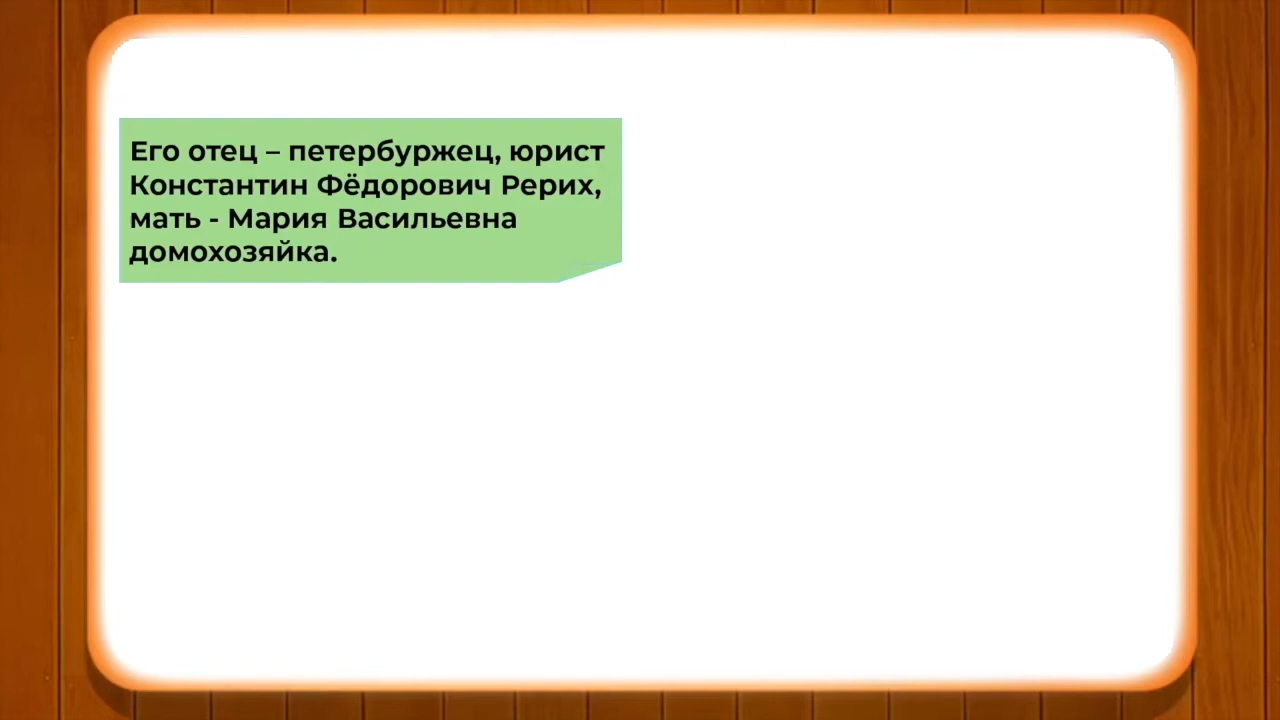 Его отец – петербуржец, юрист
Константин Фёдорович Рерих,
мать - Мария Васильевна
домохозяйка.